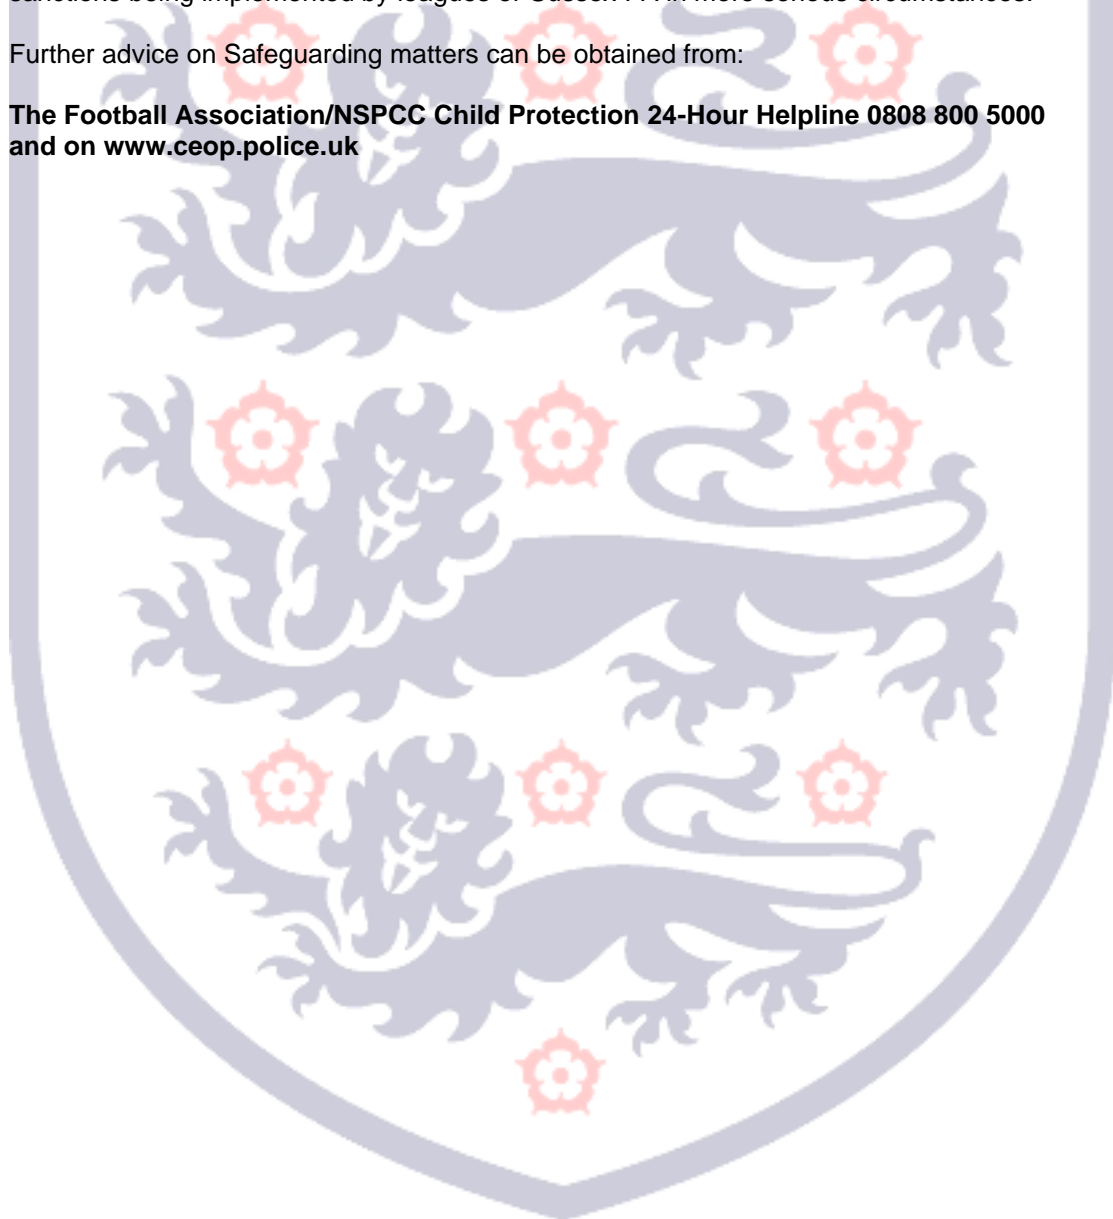 Further advice on Safeguarding matters can be obtained from:
The Football Association/NSPCC Child Protection 24-Hour Helpline 0808 800 5000
and on www.ceop.police.uk